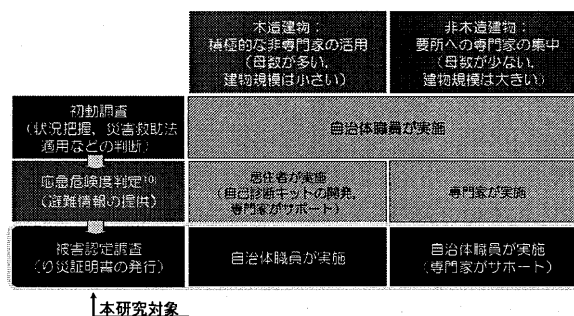 木造建物：
積極的な非専門家の活用
（母数が多い、
建物規模は小さい）
非木造建物：
要所への専門家の集中
（母数が少ない、
建物規模は大きい）
初動調査
（状況把握、災害救助法
適用などの判断）
自治体職員が実施
応急危険度判定10)
（避難情報の提供）
居住者が実施
（自己診断キットの開発、
専門家がサポート）
専門家が実施
被害認定調査
（り災証明書の発行）
自治体職員が実施
自治体職員が実施
（専門家がサポート）
本研究対象